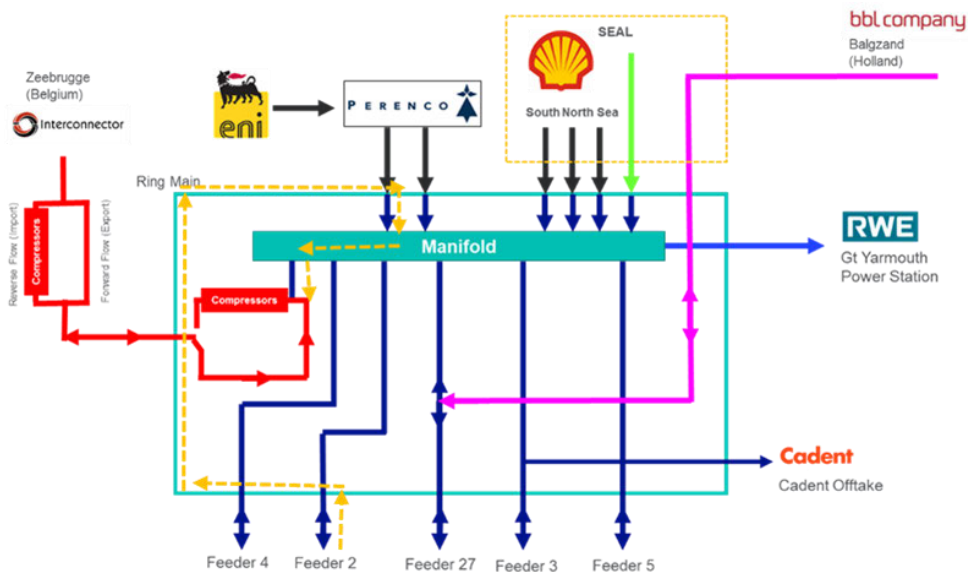 bbl company
Balgzand
(Holland)
SEAL
Zeebrugge
(Belgium)
Interconnector
eni
PERENCO
South North Sea
Ring Main
Reverse Flow (Import)
Compressors
Forward Flow (Export)
Manifold
RWE
Gt Yarmouth
Power Station
Compressors
Cadent
Cadent Offtake
Feeder 4
Feeder 2
Feeder 27
Feeder 3
Feeder 5